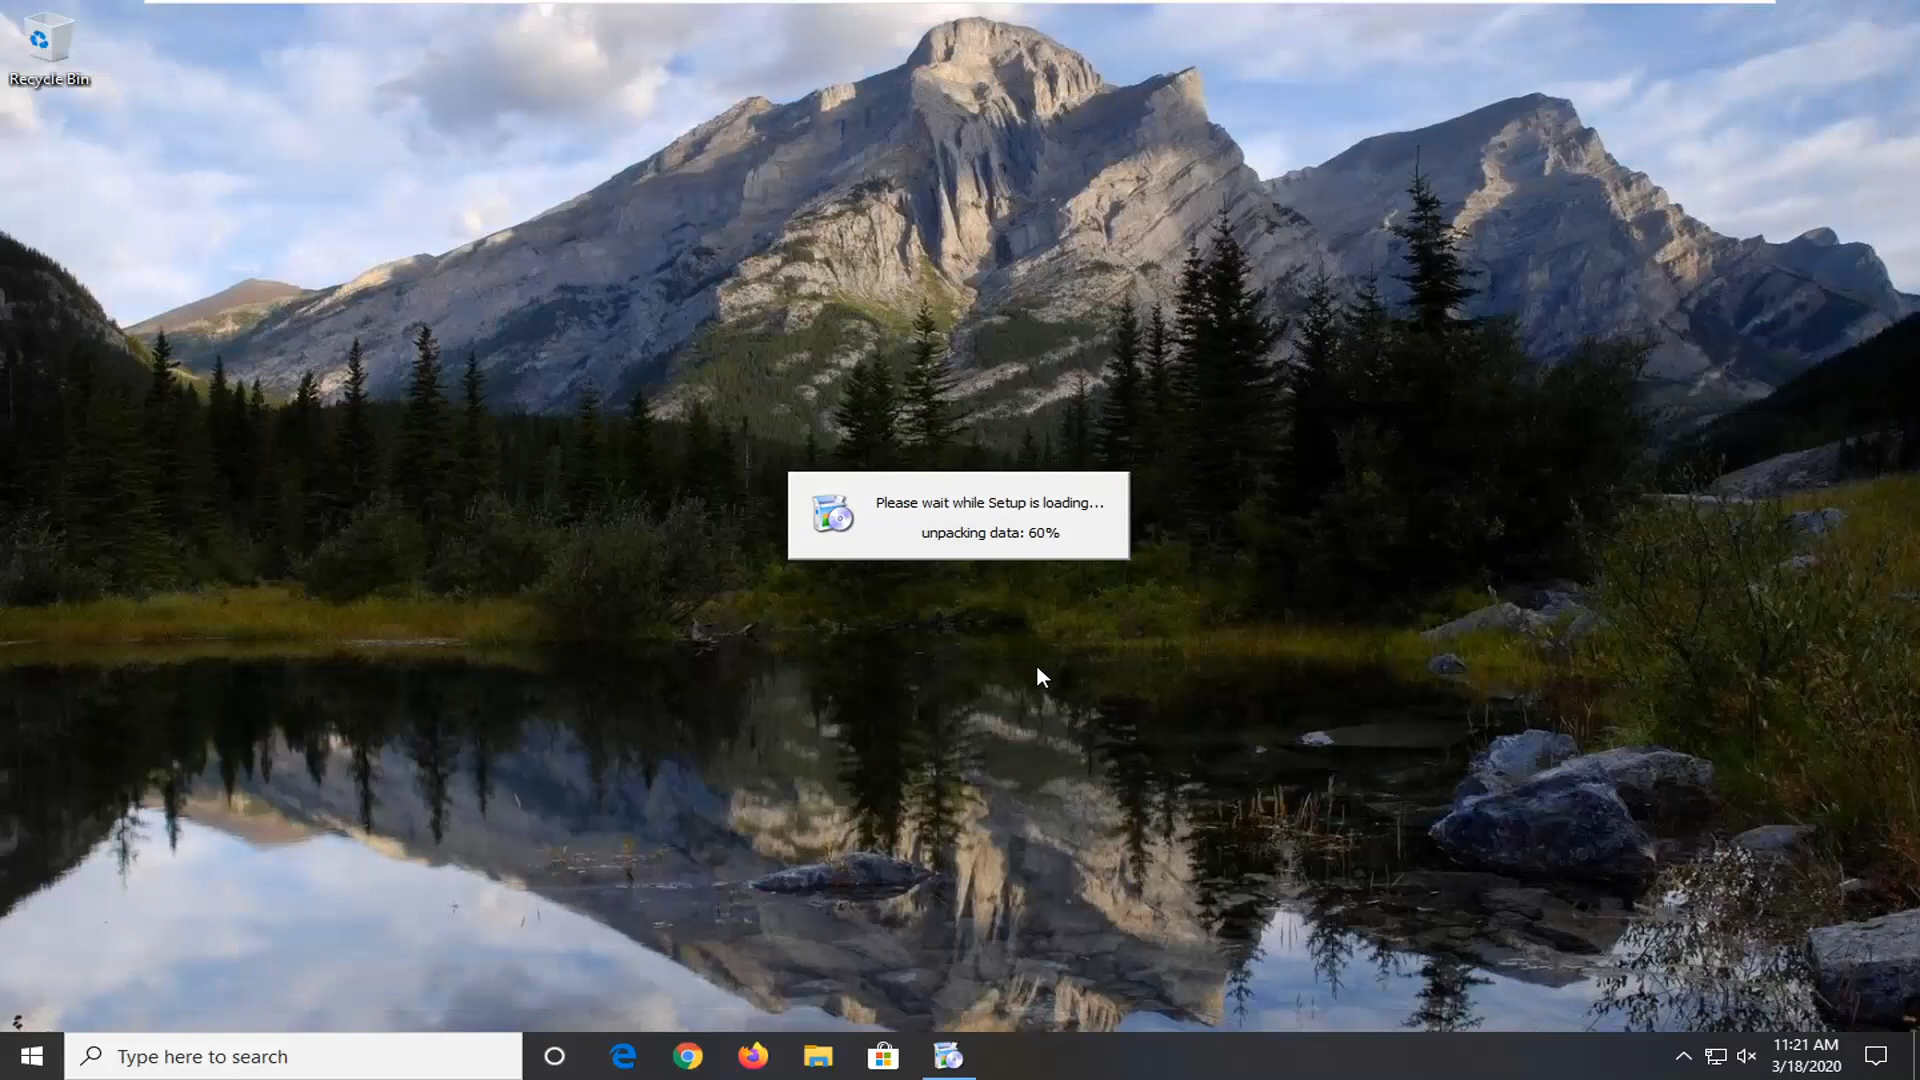 Recycle Bin
Please wait while Setup is loading...
unpacking data: 60%
Type here to search
11:21 AM
3/18/2020